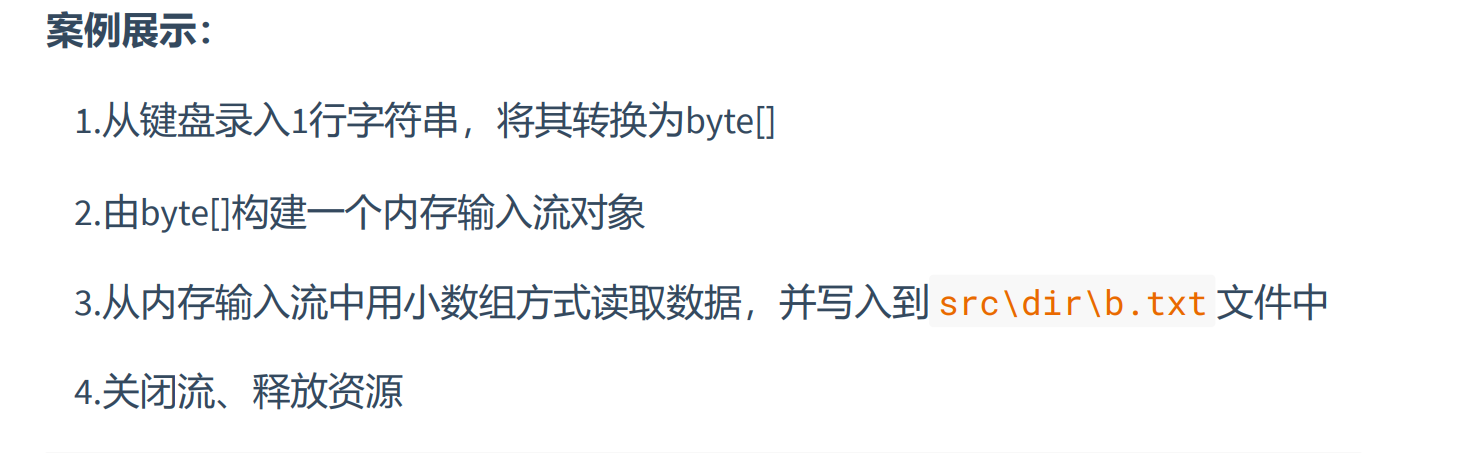 案例展示：
1.从键盘录入1行字符串，将其转换为byte[]
2.由byte[]构建一个内存输入流对象
3.从内存输入流中用小数组方式读取数据，并写入到src\dir\b.txt文件中
4.关闭流、释放资源